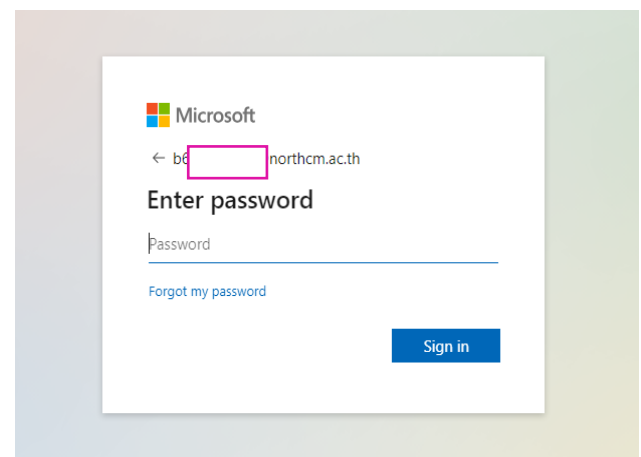 Microsoft
← b6 northcm.ac.th
Enter password
Password
Forgot my password
Sign in